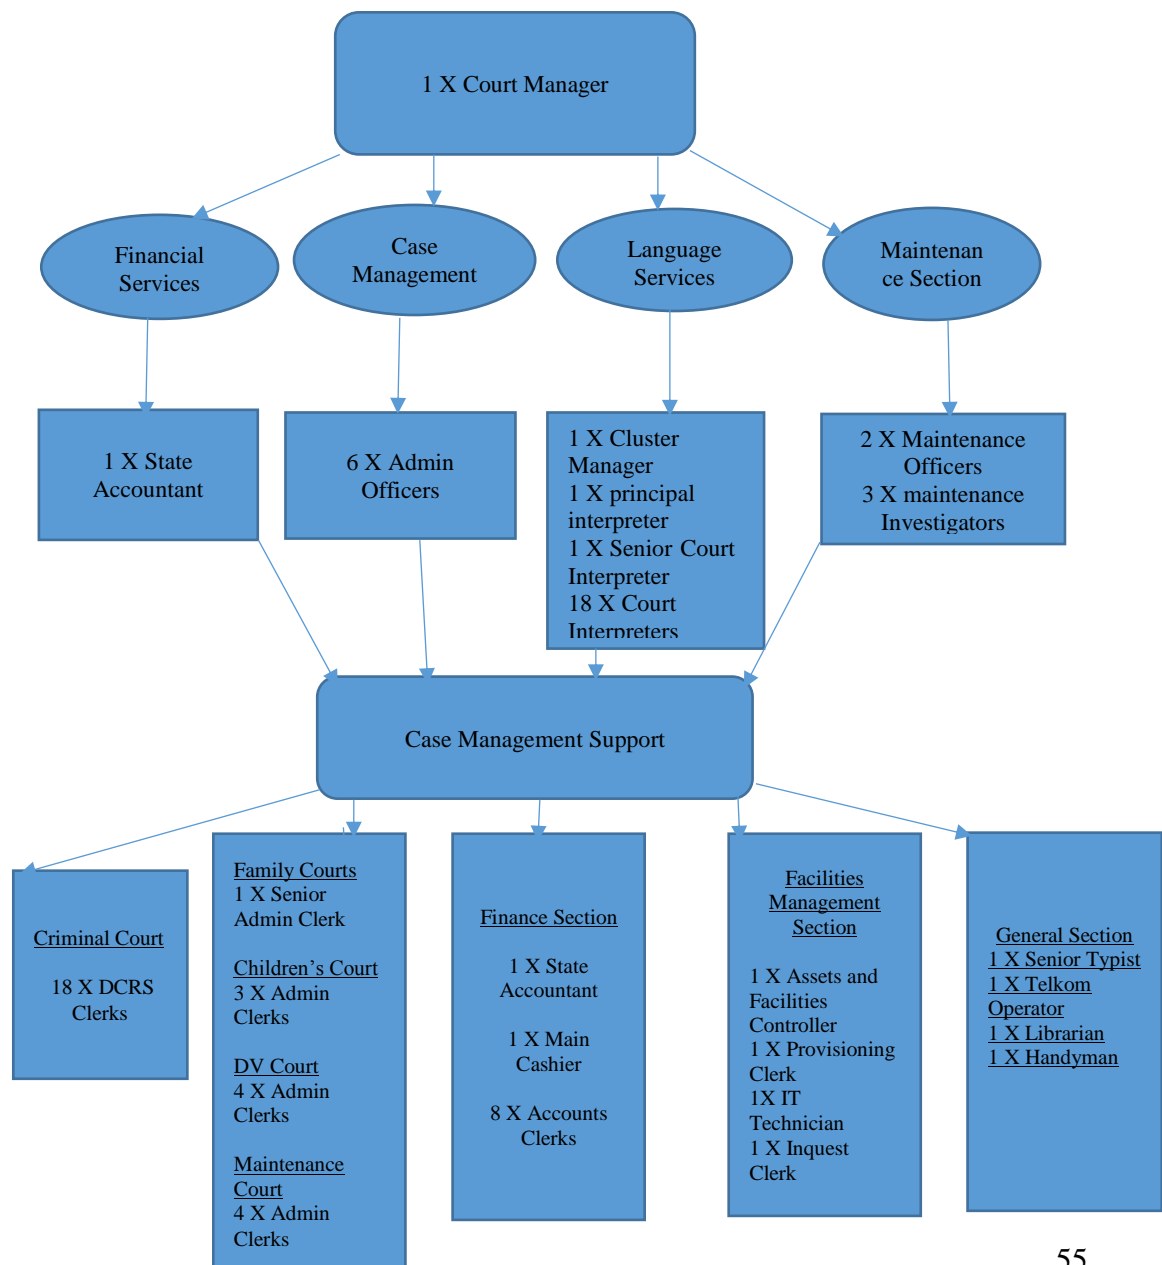 1 X Court Manager
Financial
Services
Case
Management
Language
Services
Maintenan
ce Section
1 X State
Accountant
6 X Admin
Officers
1 X Cluster
Manager
1 X principal
interpreter
1 X Senior Court
Interpreter
18 X Court
Interpreters
2 X Maintenance
Officers
3 X maintenance
Investigators
Case Management Support
Criminal Court
18 X DCRS
Clerks
Family Courts
1 X Senior
Admin Clerk
Children's Court
3 X Admin
Clerks
DV Court
4 X Admin
Clerks
Maintenance
Court
4 X Admin
Clerks
Finance Section
1 X State
Accountant
1 X Main
Cashier
8 X Accounts
Clerks
Facilities
Management
Section
1 X Assets and
Facilities
Controller
1 X Provisioning
Clerk
1X IT
Technician
1 X Inquest
Clerk
General Section
1 X Senior Typist
1 X Telkom
Operator
1 X Librarian
1 X Handyman
55